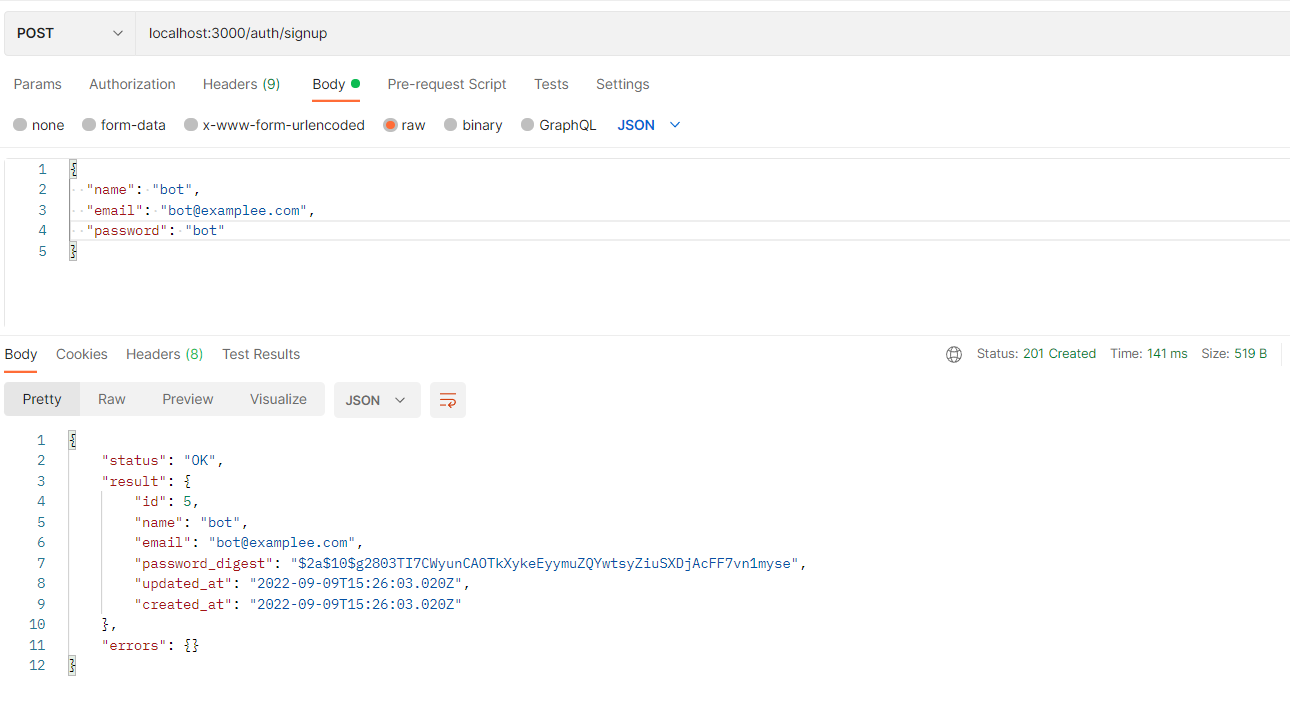 POST localhost:3000/auth/signup
Params Authorization Headers (9) Body Pre-request Script Tests Settings
none form-data x-www-form-urlencoded raw binary GraphQL JSON
1 {
2 "name": "bot",
3 "email": "bot@examplee.com",
4 "password": "bot"
5 }
Body Cookies Headers (8) Test Results Status: 201 Created Time: 141 ms Size: 519 B
Pretty Raw Preview Visualize JSON
1 {
2 "status": "OK",
3 "result": {
4 "id": 5,
5 "name": "bot",
6 "email": "bot@examplee.com",
7 "password_digest": "$2a$10$g2803TI7CWyunCAOTkXykeEyymuZQYwtsyZiuSXDjAcFF7vn1myse",
8 "updated_at": "2022-09-09T15:26:03.020Z",
9 "created_at": "2022-09-09T15:26:03.020Z"
10 },
11 "errors": {}
12 }